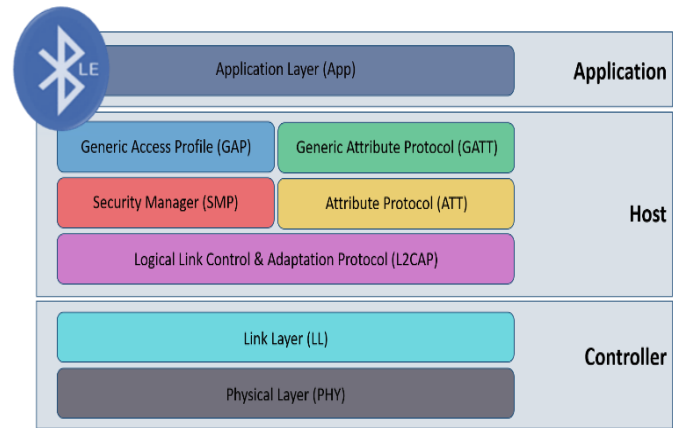 LE
Application Layer (App)
Application
Generic Access Profile (GAP)
Generic Attribute Protocol (GATT)
Security Manager (SMP)
Attribute Protocol (ATT)
Host
Logical Link Control & Adaptation Protocol (L2CAP)
Link Layer (LL)
Controller
Physical Layer (PHY)